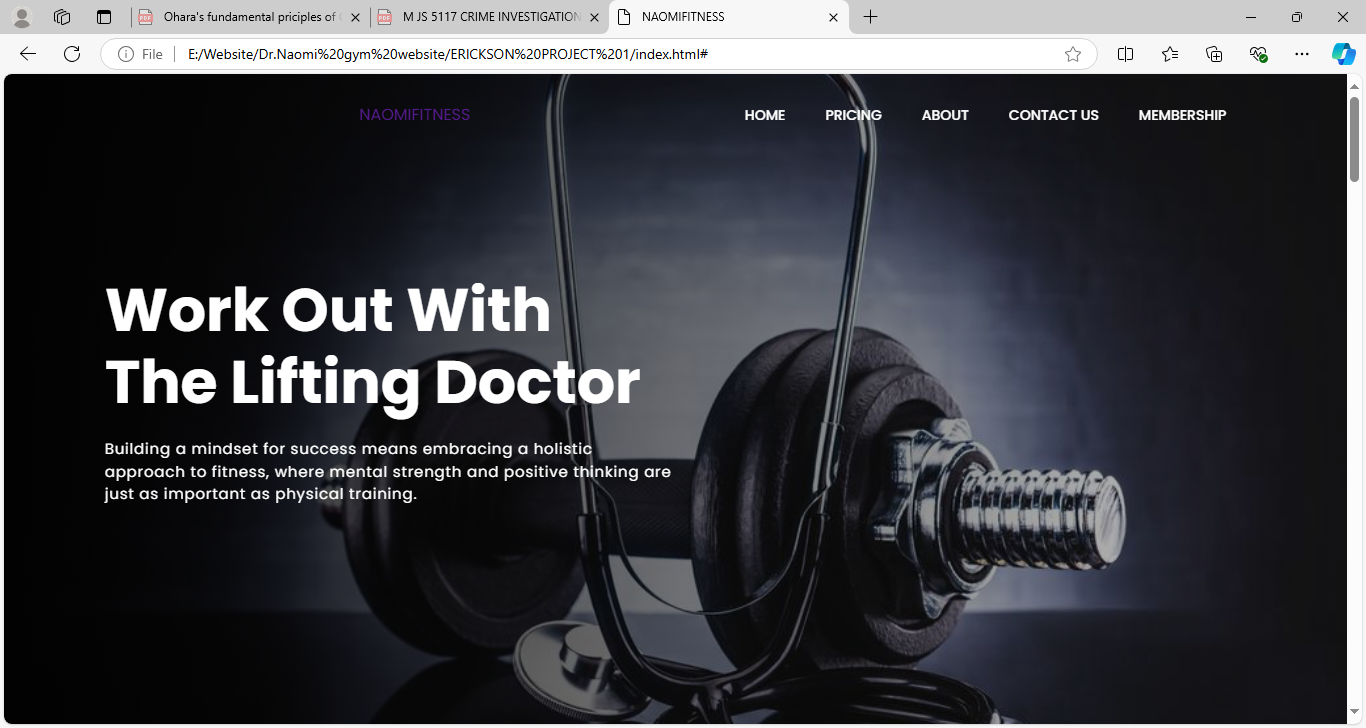 Ohara's fundamental priciples of
M JS 5117 CRIME INVESTIGATION
NAOMIFITNESS
File
E:/Website/Dr.Naomi%20gym%20website/ERICKSON%20PROJECT%201/index.html#
NAOMIFITNESS
HOME
PRICING
ABOUT
CONTACT US
MEMBERSHIP
Work Out With
The Lifting Doctor
Building a mindset for success means embracing a holistic
approach to fitness, where mental strength and positive thinking are
just as important as physical training.